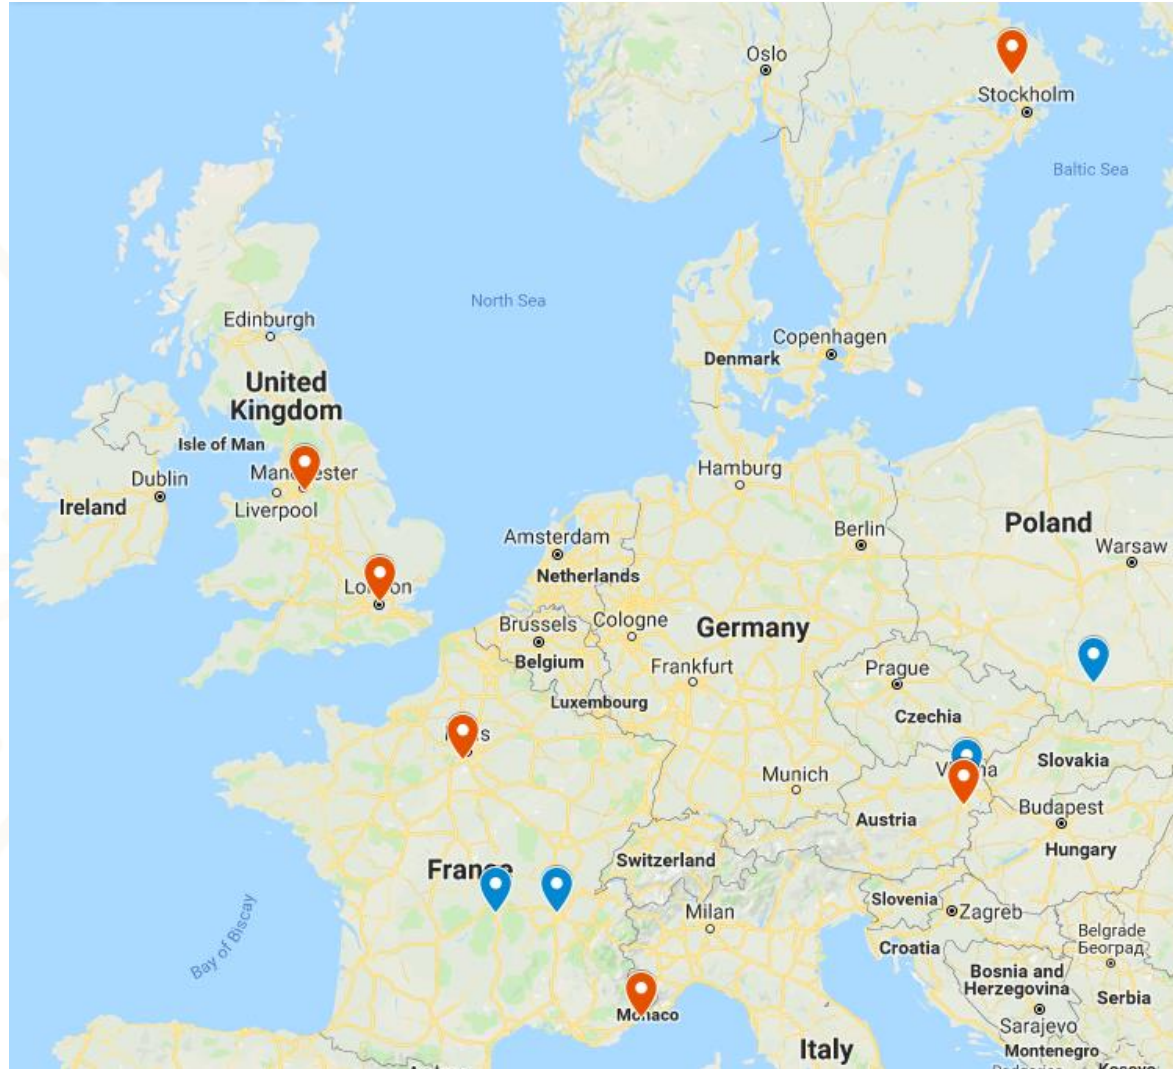 Oslo
Stockholm
Baltic Sea
North Sea
Edinburgh
Copenhagen
Denmark
United
Kingdom
Isle of Man
Hamburg
Dublin
Ireland
Liverpool
Berlin
Poland
Amsterdam
Warsaw
Netherlands
Brussels
Cologne
Germany
Belgium
Frankfurt
Prague
Luxembourg
Czechia
Slovakia
Munich
Austria
Budapest
Hungary
Switzerland
France
Slovenia
Milan
Zagreb
Bay of Biscay
Croatia
Belgrade
Београд
Bosnia and
Herzegovina
Serbia
Monaco
Sarajevo
Italy
Montenegro